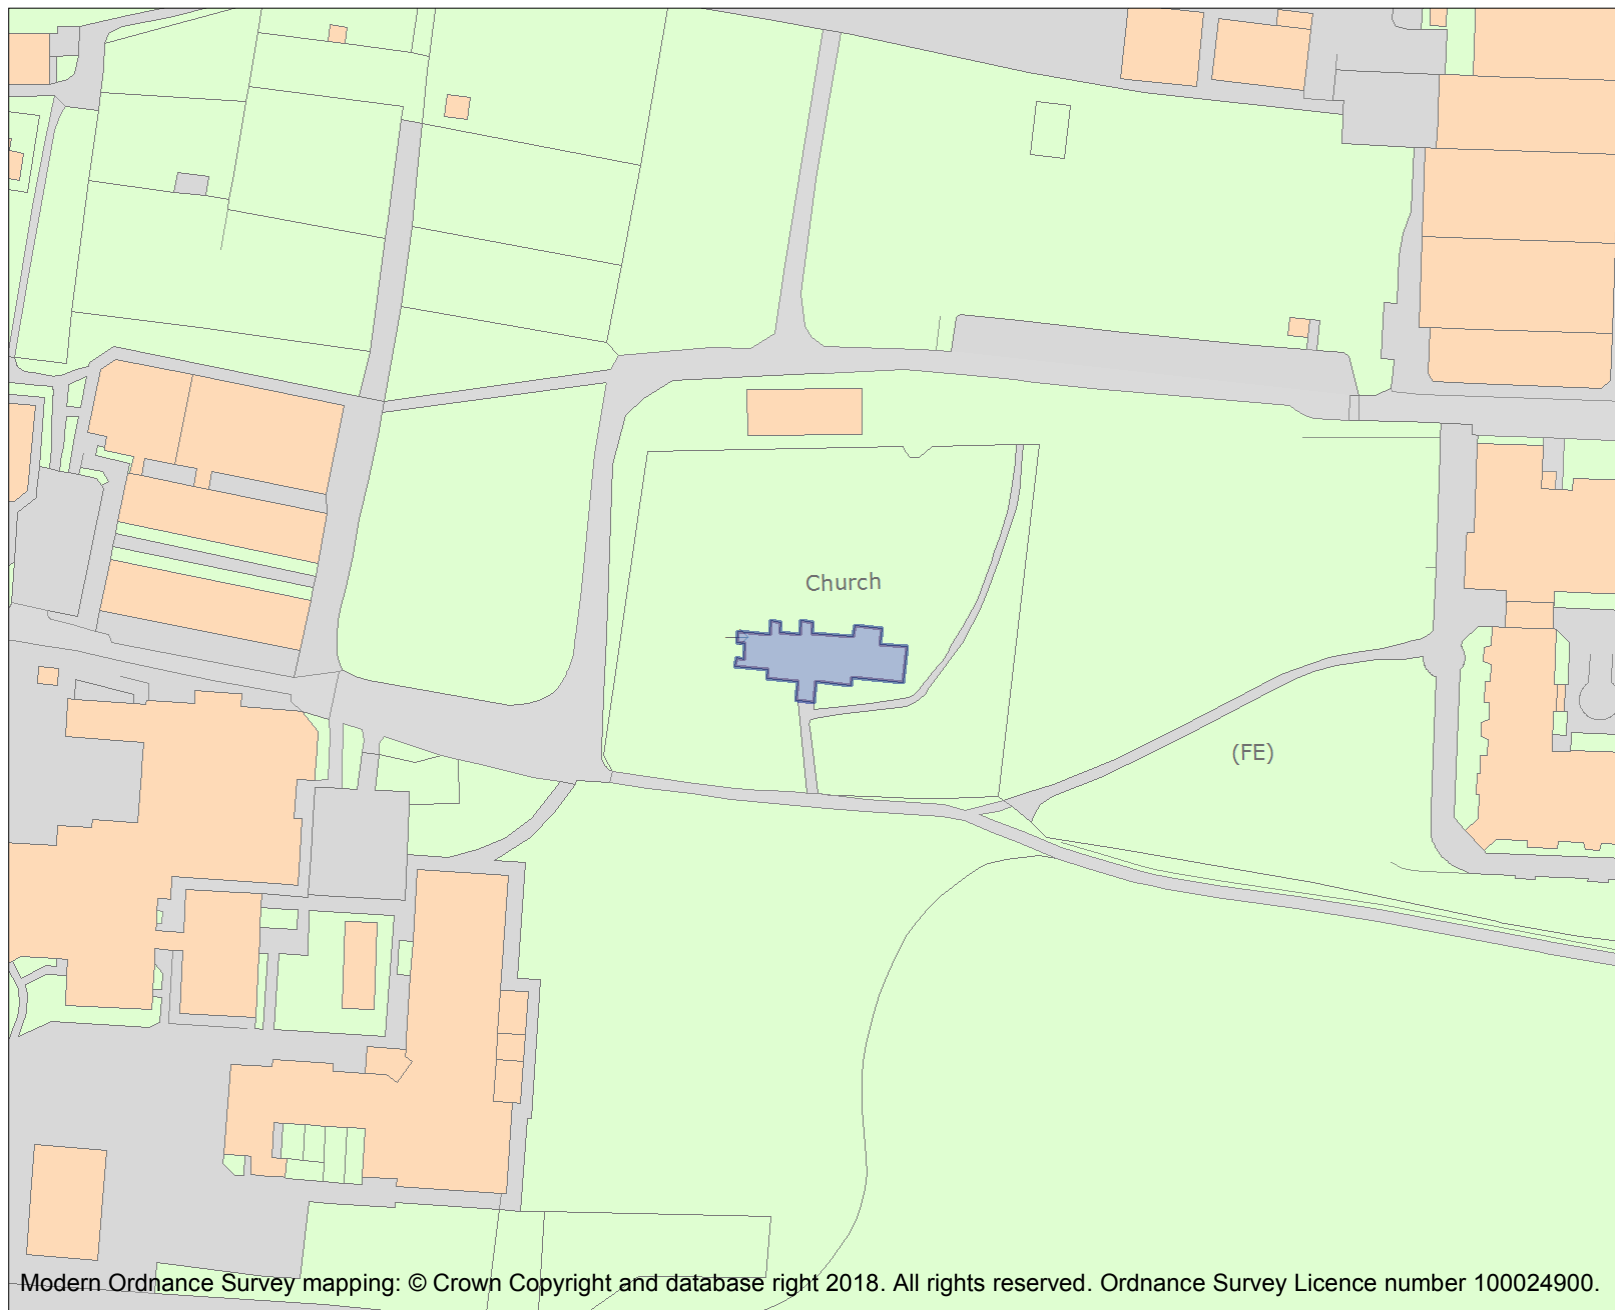 Church
(FE)
Modern Ordnance Survey mapping: © Crown Copyright and database right 2018. All rights reserved. Ordnance Survey Licence number 100024900.